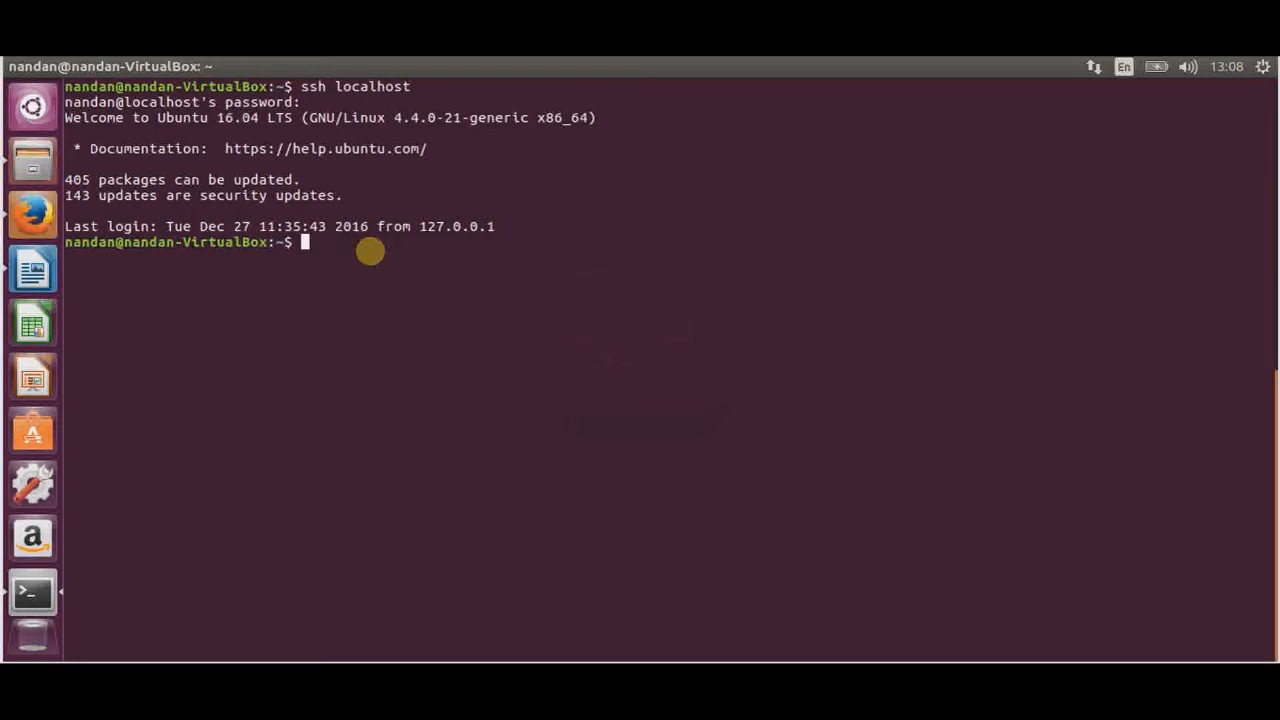 nandan@nandan-VirtualBox: ~
En
13:08
nandan@nandan-VirtualBox:~$ ssh localhost
nandan@localhost's password:
Welcome to Ubuntu 16.04 LTS (GNU/Linux 4.4.0-21-generic x86_64)
* Documentation:  https://help.ubuntu.com/
405 packages can be updated.
143 updates are security updates.
Last login: Tue Dec 27 11:35:43 2016 from 127.0.0.1
nandan@nandan-VirtualBox:~$